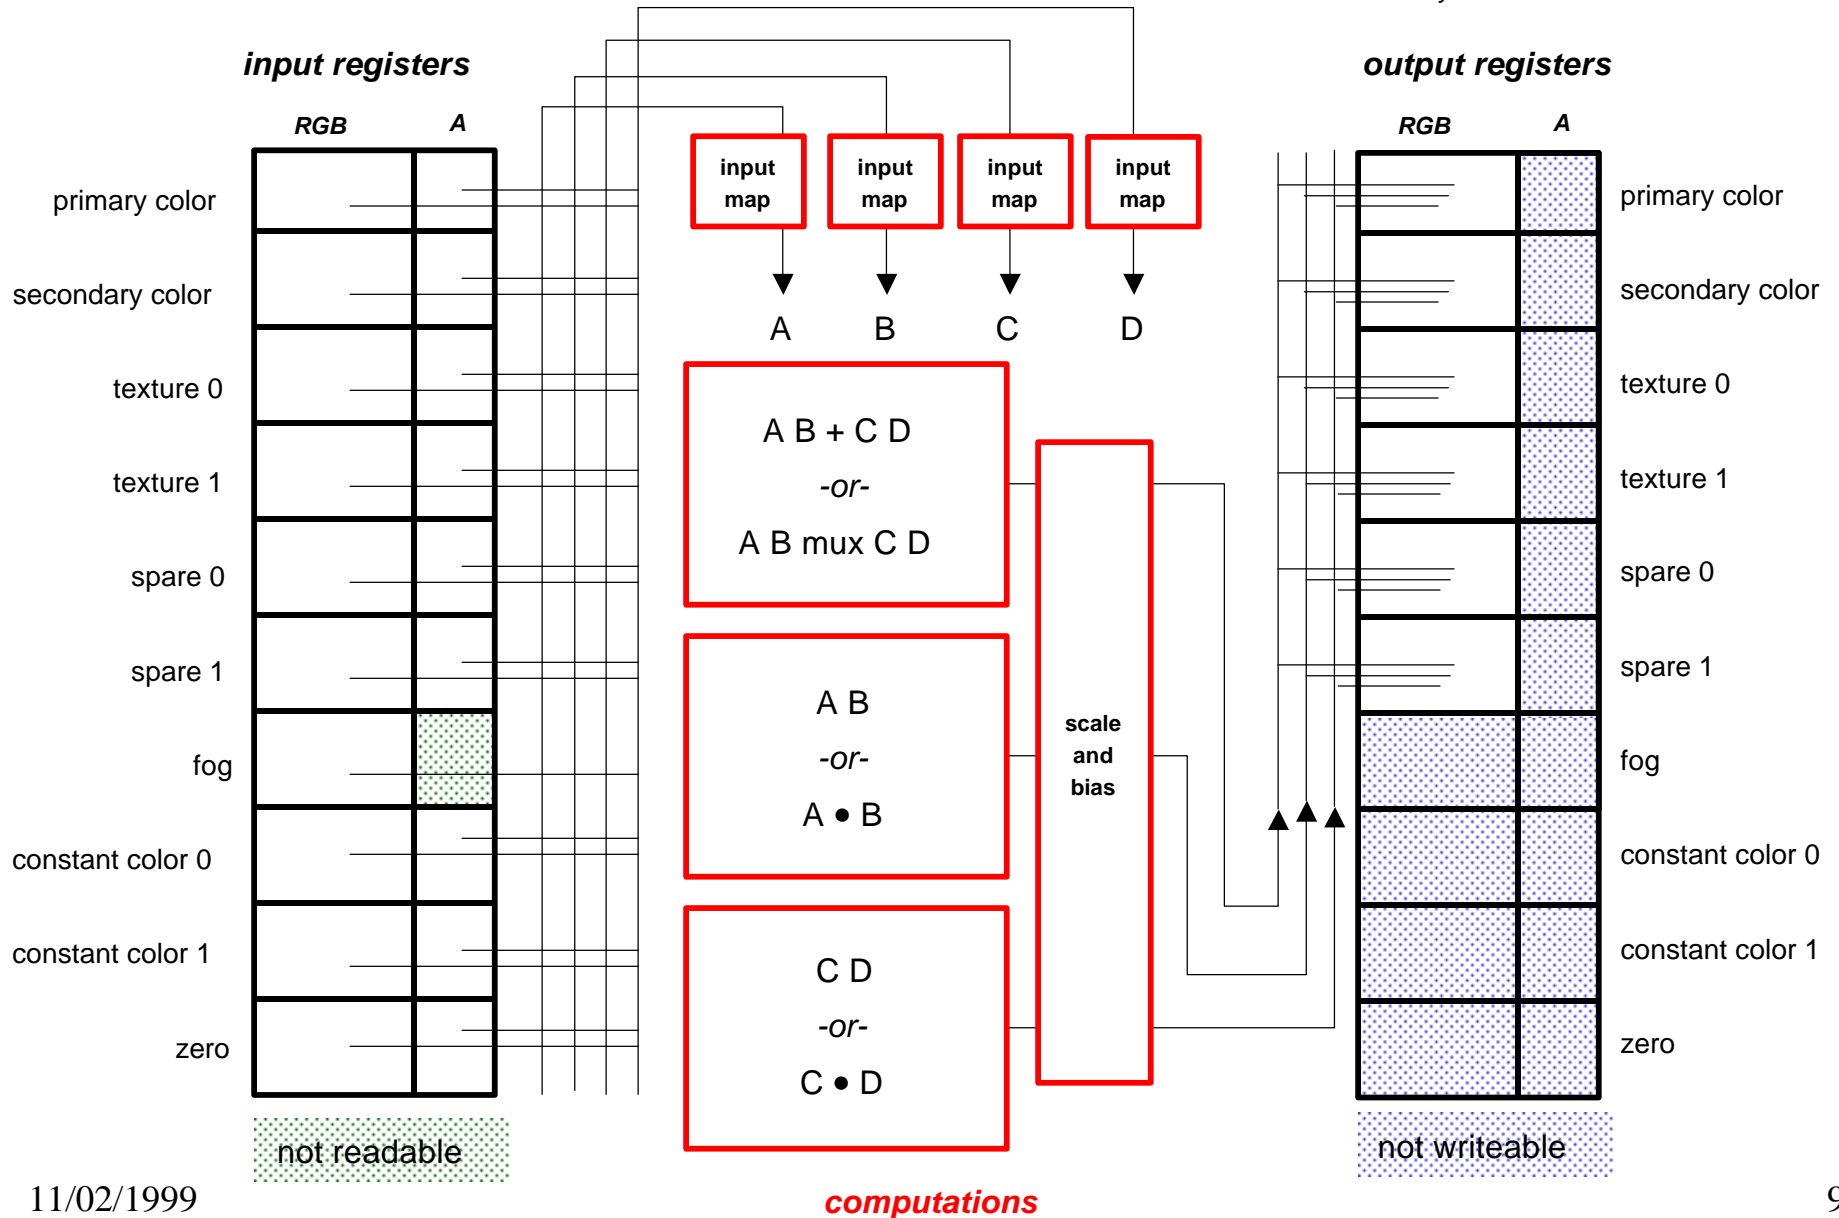 input registers
RGB A
primary color
secondary color
texture 0
texture 1
spare 0
spare 1
fog
constant color 0
constant color 1
zero
not readable
input map
input map
input map
input map
A B C D
A B + C D
-or-
A B mux C D
A B
-or-
A • B
C D
-or-
C • D
scale
and
bias
computations
output registers
RGB A
primary color
secondary color
texture 0
texture 1
spare 0
spare 1
fog
constant color 0
constant color 1
zero
not writeable
11/02/1999
9